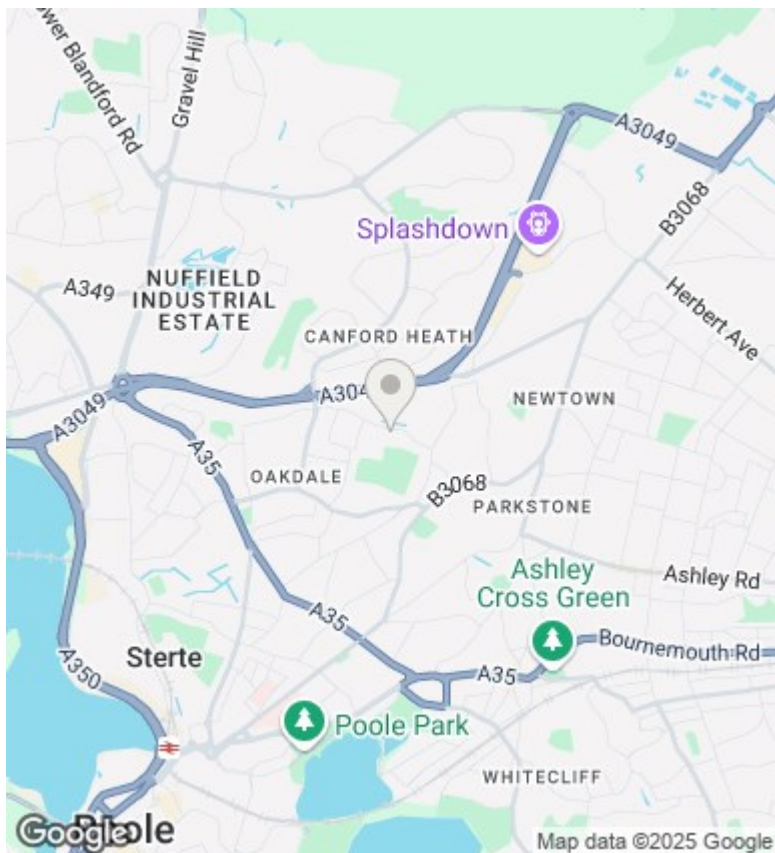 ower Blandford Rd
Gravel Hill
A3049
B3068
Splashdown
A349
NUFFIELD
INDUSTRIAL
ESTATE
Herbert Ave
CANFORD HEATH
A304
A3049
NEWTOWN
A35
OAKDALE
B3068
PARKSTONE
Ashley Rd
Ashley
Cross Green
A35
Bournemouth Rd
A35
Sterte
A350
Poole Park
WHITECLIFF
Google
Poole
Map data ©2025 Google